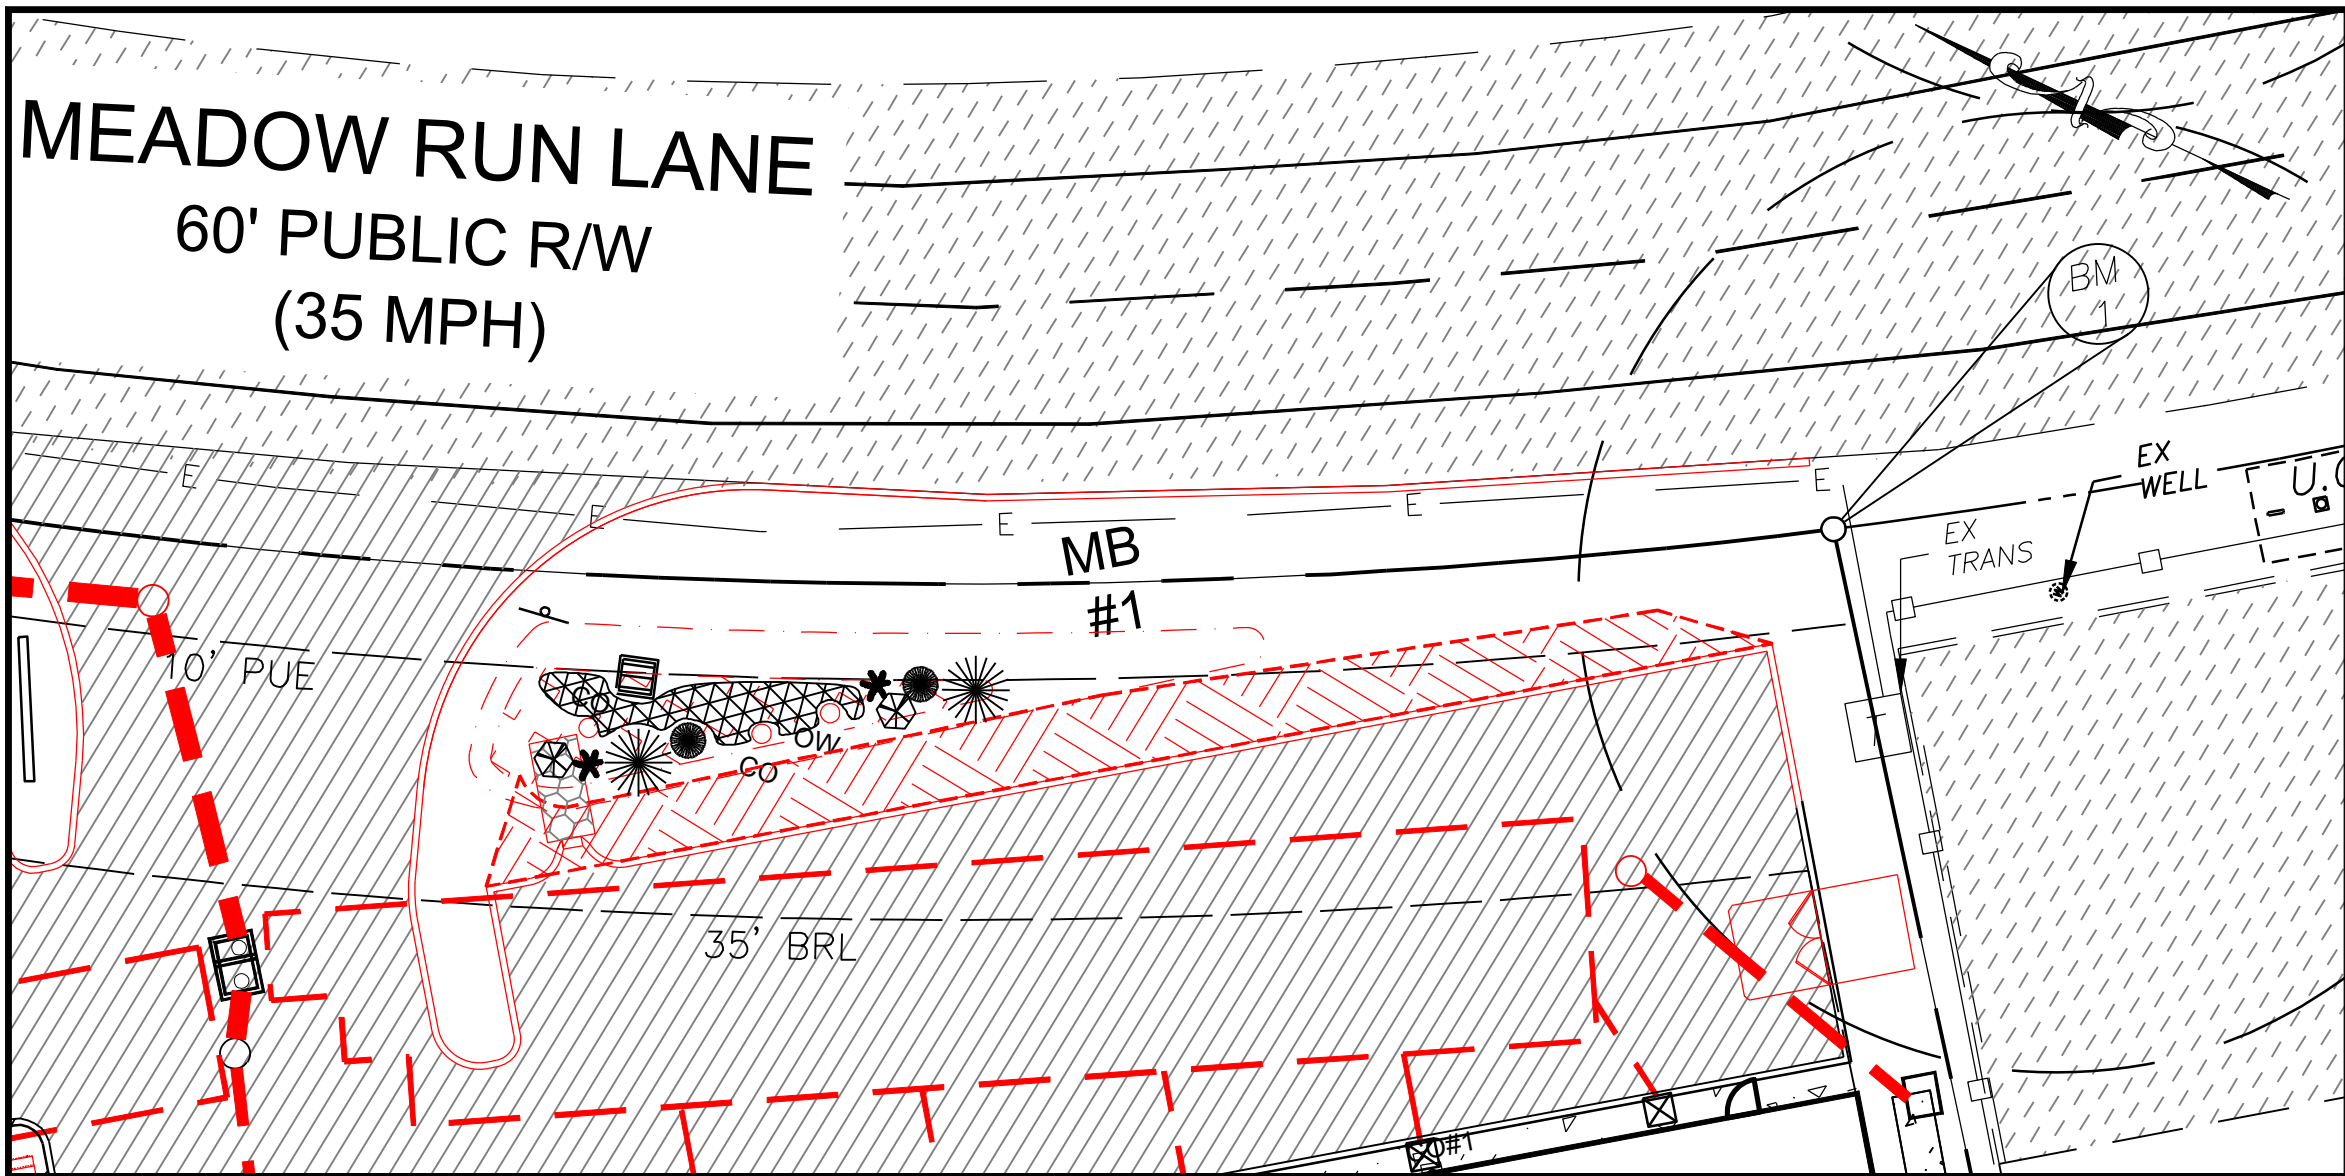 MEADOW RUN LANE
60' PUBLIC R/W
(35 MPH)
BM
1
EX
WELL
EX
TRANS
E
E
E
E
E
MB
#1
10' PUE
CO
OW
CO
T
35' BRL